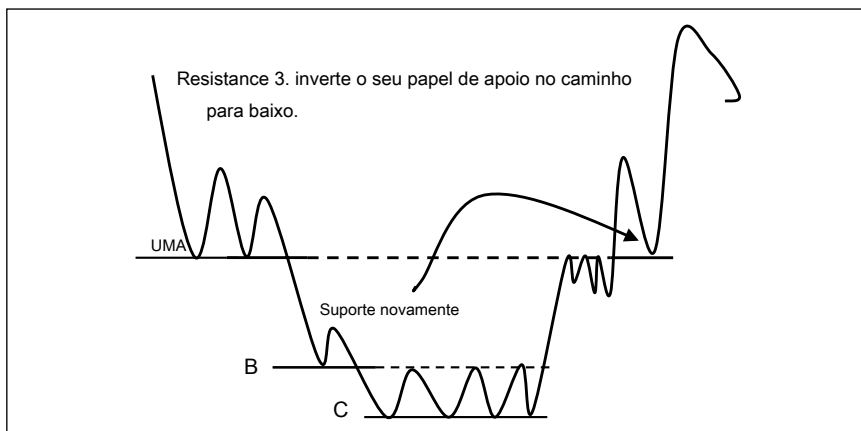 Resistance 3. inverte o seu papel de apoio no caminho
para baixo.
UMA
Suporte novamente
B
C